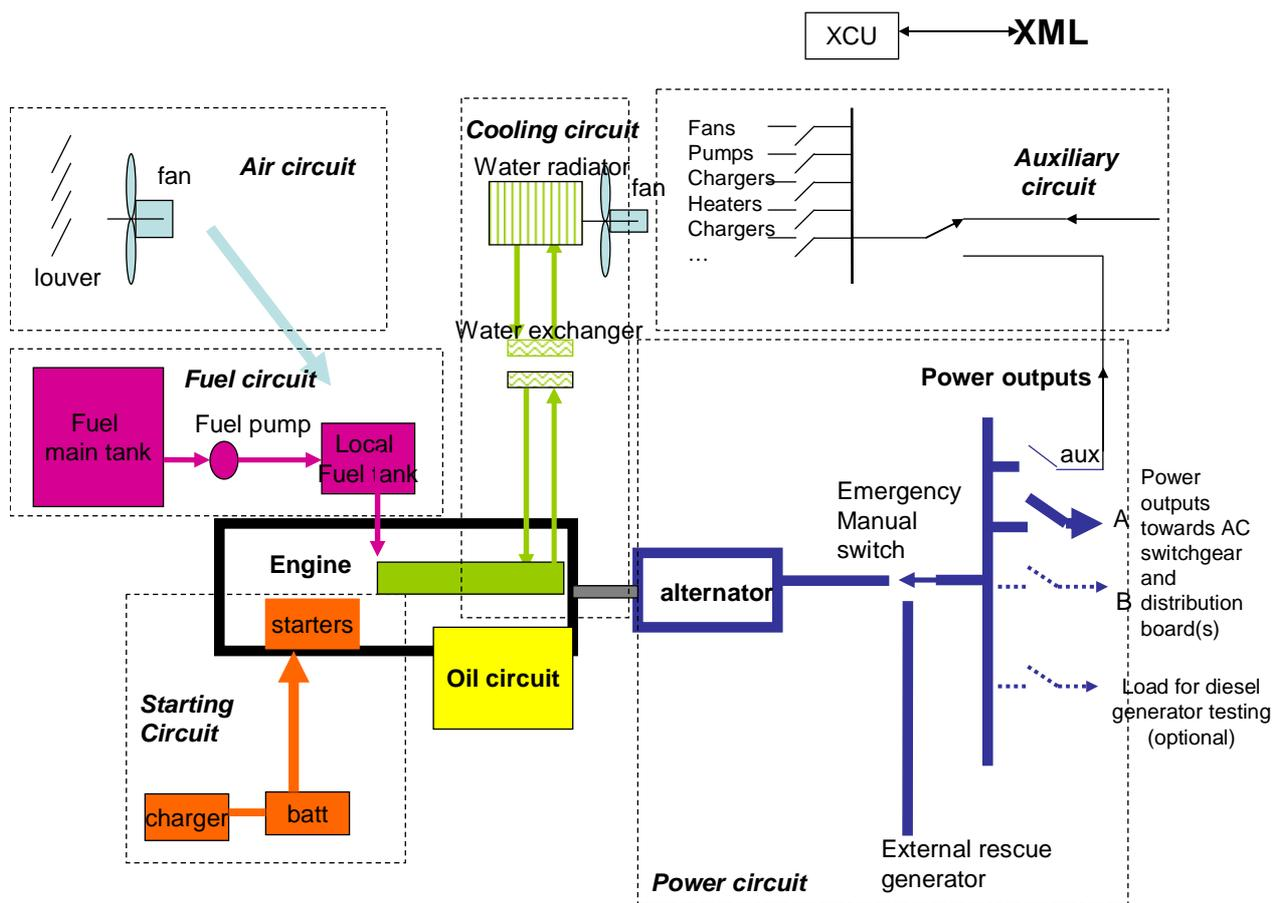 XCU
XML
Air circuit
fan
louver
Cooling circuit
Water radiator
fan
Water exchanger
Fans
Pumps
Chargers
Heaters
Chargers
...
Auxiliary
circuit
Fuel circuit
Fuel
main tank
Fuel pump
Local
Fuel tank
Engine
starters
Oil circuit
Starting
Circuit
charger
batt
alternator
Emergency
Manual
switch
Power outputs
aux
A
B
Power
outputs
towards AC
switchgear
and
distribution
board(s)
Load for diesel
generator testing
(optional)
External rescue
generator
Power circuit